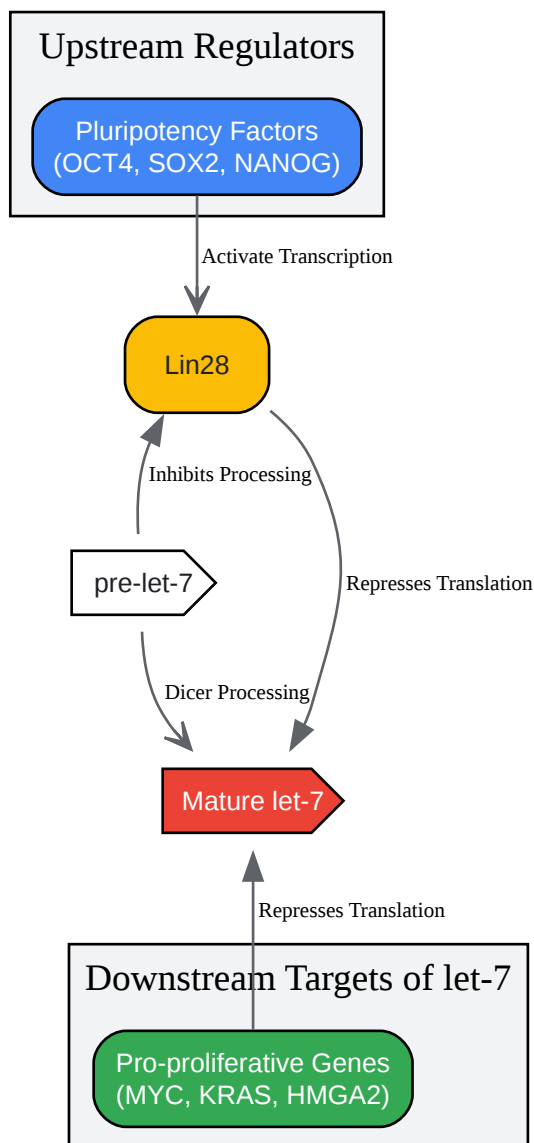 Upstream Regulators
Pluripotency Factors
(OCT4, SOX2, NANOG)
Activate Transcription
Lin28
Inhibits Processing
pre-let-7
Represses Translation
Dicer Processing
Mature let-7
Represses Translation
Downstream Targets of let-7
Pro-proliferative Genes
(MYC, KRAS, HMGA2)